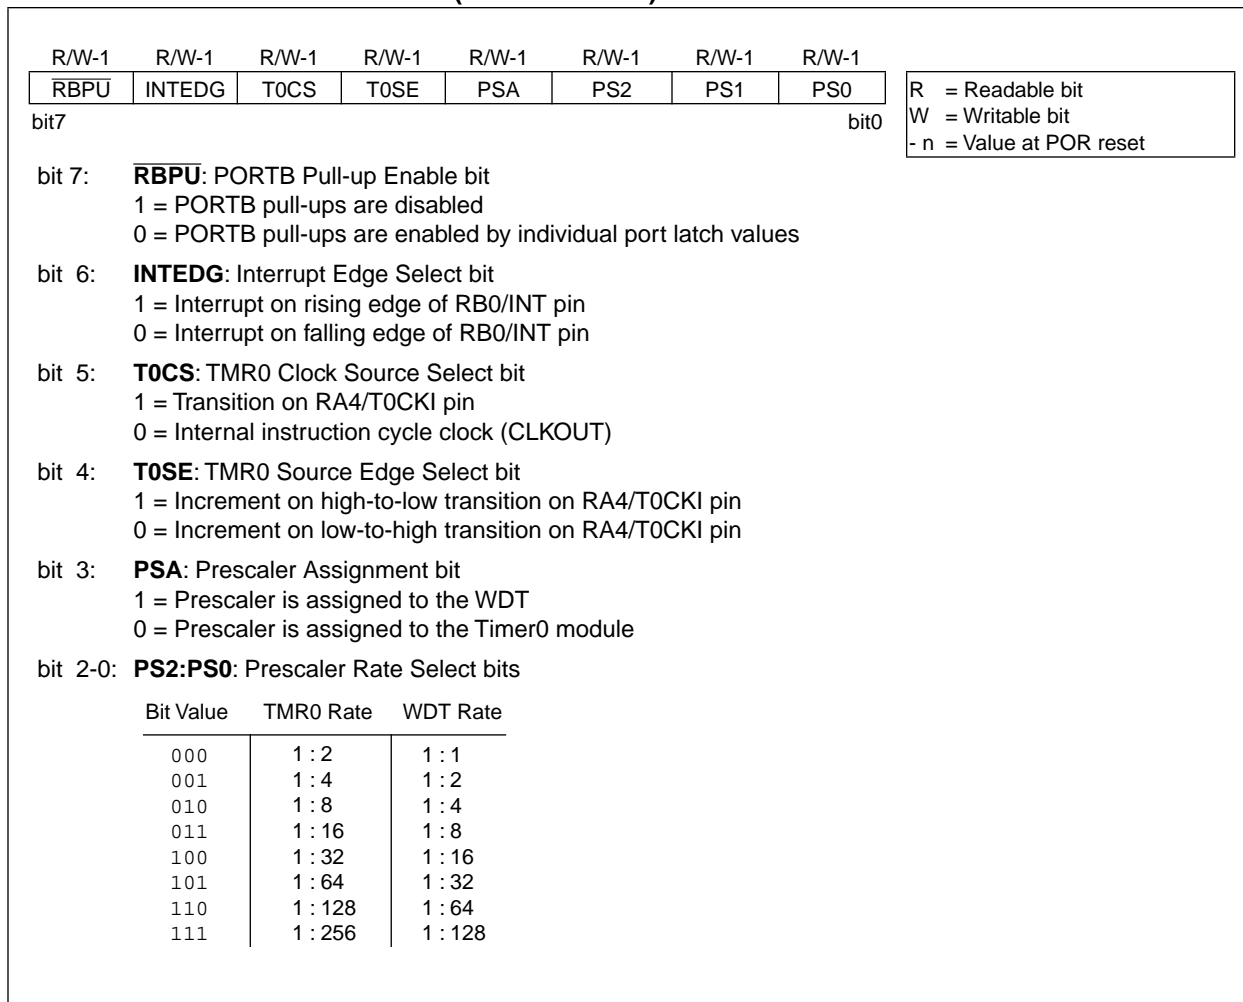 R/W-1 R/W-1 R/W-1 R/W-1 R/W-1 R/W-1 R/W-1 R/W-1
RBPU INTEDG T0CS T0SE PSA PS2 PS1 PS0
bit7 bit0
R = Readable bit
W = Writable bit
- n = Value at POR reset
bit 7: RBPU: PORTB Pull-up Enable bit
1 = PORTB pull-ups are disabled
0 = PORTB pull-ups are enabled by individual port latch values
bit 6: INTEDG: Interrupt Edge Select bit
1 = Interrupt on rising edge of RB0/INT pin
0 = Interrupt on falling edge of RB0/INT pin
bit 5: T0CS: TMR0 Clock Source Select bit
1 = Transition on RA4/T0CKI pin
0 = Internal instruction cycle clock (CLKOUT)
bit 4: T0SE: TMR0 Source Edge Select bit
1 = Increment on high-to-low transition on RA4/T0CKI pin
0 = Increment on low-to-high transition on RA4/T0CKI pin
bit 3: PSA: Prescaler Assignment bit
1 = Prescaler is assigned to the WDT
0 = Prescaler is assigned to the Timer0 module
bit 2-0: PS2:PS0: Prescaler Rate Select bits
Bit Value TMR0 Rate WDT Rate
000 1 : 2 1 : 1
001 1 : 4 1 : 2
010 1 : 8 1 : 4
011 1 : 16 1 : 8
100 1 : 32 1 : 16
101 1 : 64 1 : 32
110 1 : 128 1 : 64
111 1 : 256 1 : 128